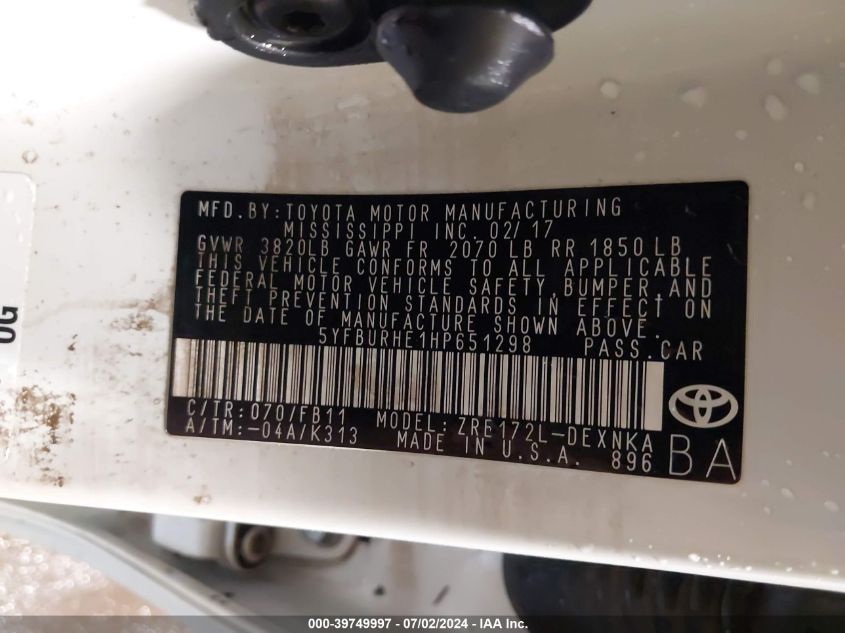 MFD. BY: TOYOTA MOTOR MANUFACTURING
MISSISSIPPI INC. 02/17
GVWR 3820LB GAWR FR 2070 LB RR 1850 LB
THIS VEHICLE CONFORMS TO ALL APPLICABLE
FEDERAL MOTOR VEHICLE SAFETY, BUMPER, AND
THEFT PREVENTION STANDARDS IN EFFECT ON
THE DATE OF MANUFACTURE SHOWN ABOVE.
5YFBURHE1HP651298 PASS. CAR
C/TR: 070/FB11 MODEL: ZRE172L-DEXNKA
A/TM: -04A/K313 MADE IN U.S.A. 896 BA
OG
000-39749997 - 07/02/2024 - IAA Inc.